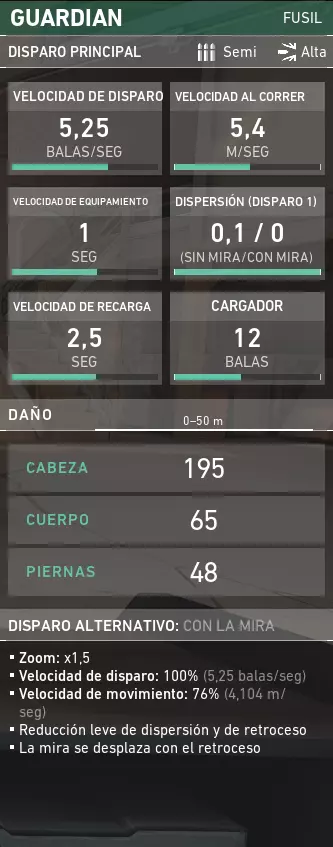 GUARDIAN FUSIL
DISPARO PRINCIPAL Semi Alta
VELOCIDAD DE DISPARO VELOCIDAD AL CORRER
5,25 5,4
BALAS/SEG M/SEG
VELOCIDAD DE EQUIPAMIENTO DISPERSIÓN (DISPARO 1)
1 0,1 / 0
SEG (SIN MIRA/CON MIRA)
VELOCIDAD DE RECARGA CARGADOR
2,5 12
SEG BALAS
DAÑO 0–50 m
CABEZA 195
CUERPO 65
PIERNAS 48
DISPARO ALTERNATIVO: CON LA MIRA
▪ Zoom: x1,5
▪ Velocidad de disparo: 100% (5,25 balas/seg)
▪ Velocidad de movimiento: 76% (4,104 m/
seg)
▪ Reducción leve de dispersión y de retroceso
▪ La mira se desplaza con el retroceso